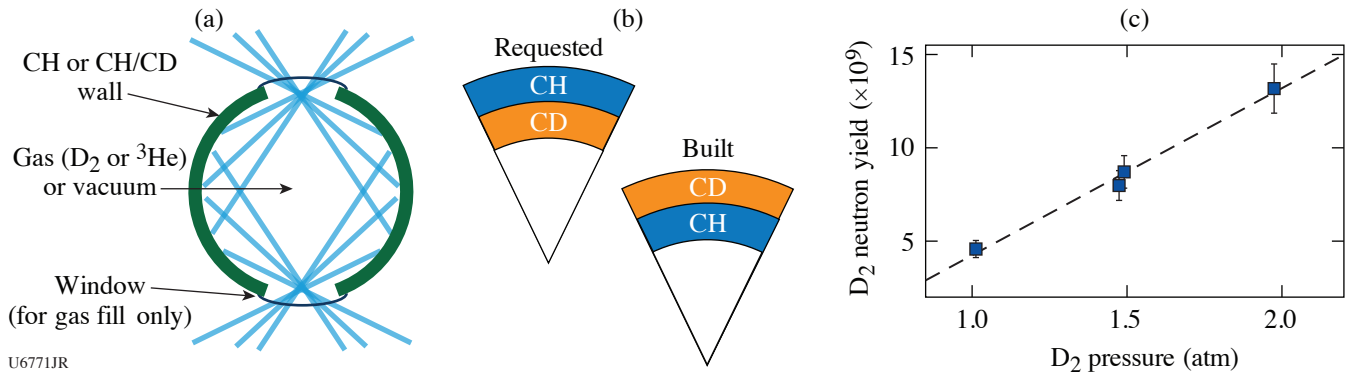 (a)
CH or CH/CD
wall
Gas (D₂ or ³He)
or vacuum
Window
(for gas fill only)
U6771JR
(b)
Requested
CH
CD
Built
CD
CH
(c)
D₂ neutron yield (×10⁹)
15
10
5
1.0
1.5
2.0
D₂ pressure (atm)